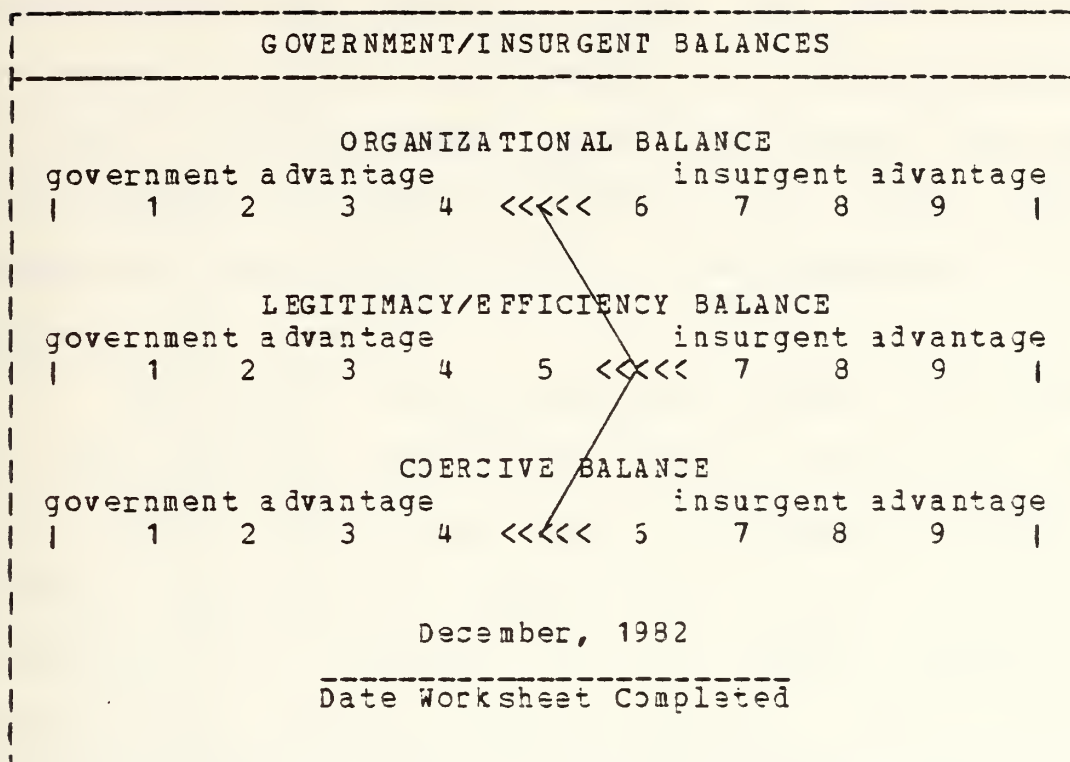 GOVERNMENT/INSURGENT BALANCES
ORGANIZATIONAL BALANCE
government advantage insurgent advantage
| 1 2 3 4 <<<<< 6 7 8 9 |
LEGITIMACY/EFFICIENCY BALANCE
government advantage insurgent advantage
| 1 2 3 4 5 <<<<< 7 8 9 |
COERCIVE BALANCE
government advantage insurgent advantage
| 1 2 3 4 <<<<< 6 7 8 9 |
December, 1982
Date Worksheet Completed